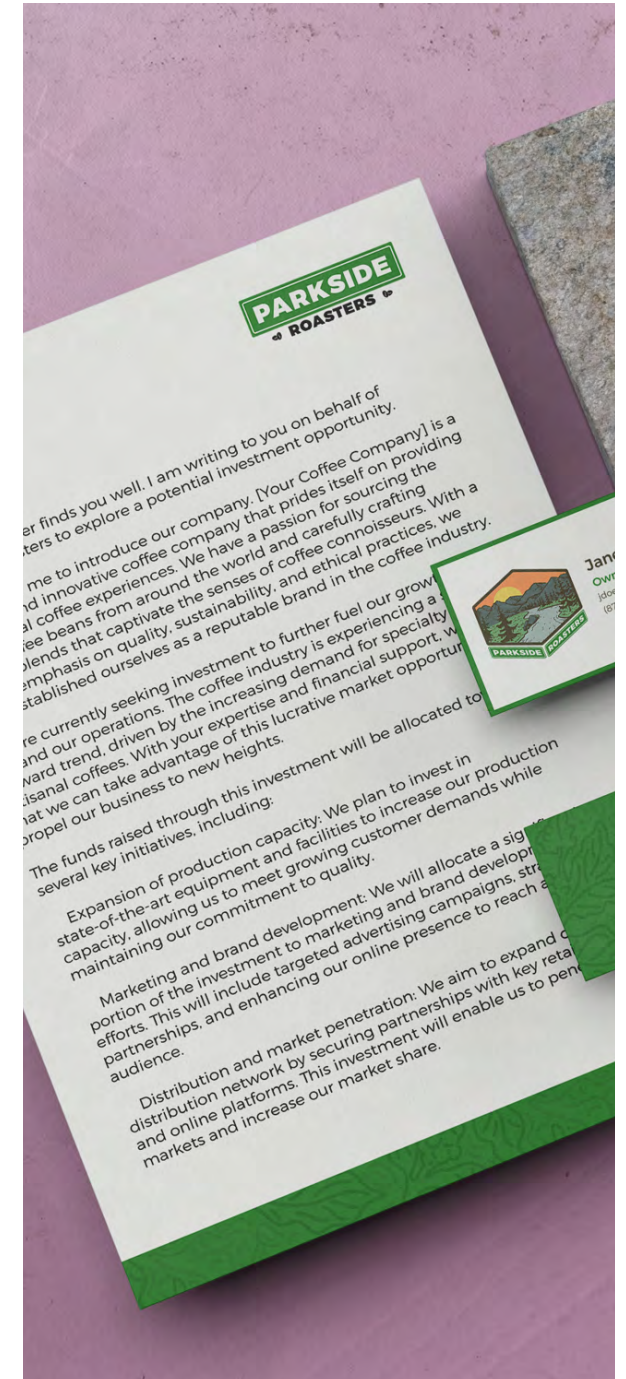 PARKSIDE
ROASTERS
er finds you well. I am writing to you on behalf of
ters to explore a potential investment opportunity.
me to introduce our company. [Your Coffee Company] is a
nd innovative coffee company that prides itself on providing
al coffee experiences. We have a passion for sourcing the
fee beans from around the world and carefully crafting
blends that captivate the senses of coffee connoisseurs. With a
emphasis on quality, sustainability, and ethical practices, we
stablished ourselves as a reputable brand in the coffee industry.
re currently seeking investment to further fuel our grow
and our operations. The coffee industry is experiencing a
ward trend, driven by the increasing demand for specialty
isanal coffees. With your expertise and financial support, w
hat we can take advantage of this lucrative market opportun
propel our business to new heights.
The funds raised through this investment will be allocated to
several key initiatives, including:
Expansion of production capacity: We plan to invest in
state-of-the-art equipment and facilities to increase our production
capacity, allowing us to meet growing customer demands while
maintaining our commitment to quality.
Marketing and brand development: We will allocate a signifi
portion of the investment to marketing and brand developm
efforts. This will include targeted advertising campaigns, stra
partnerships, and enhancing our online presence to reach a
audience.
Distribution and market penetration: We aim to expand o
distribution network by securing partnerships with key reta
and online platforms. This investment will enable us to pene
markets and increase our market share.
PARKSIDE ROASTERS
Jane
Own
jdoe
(87